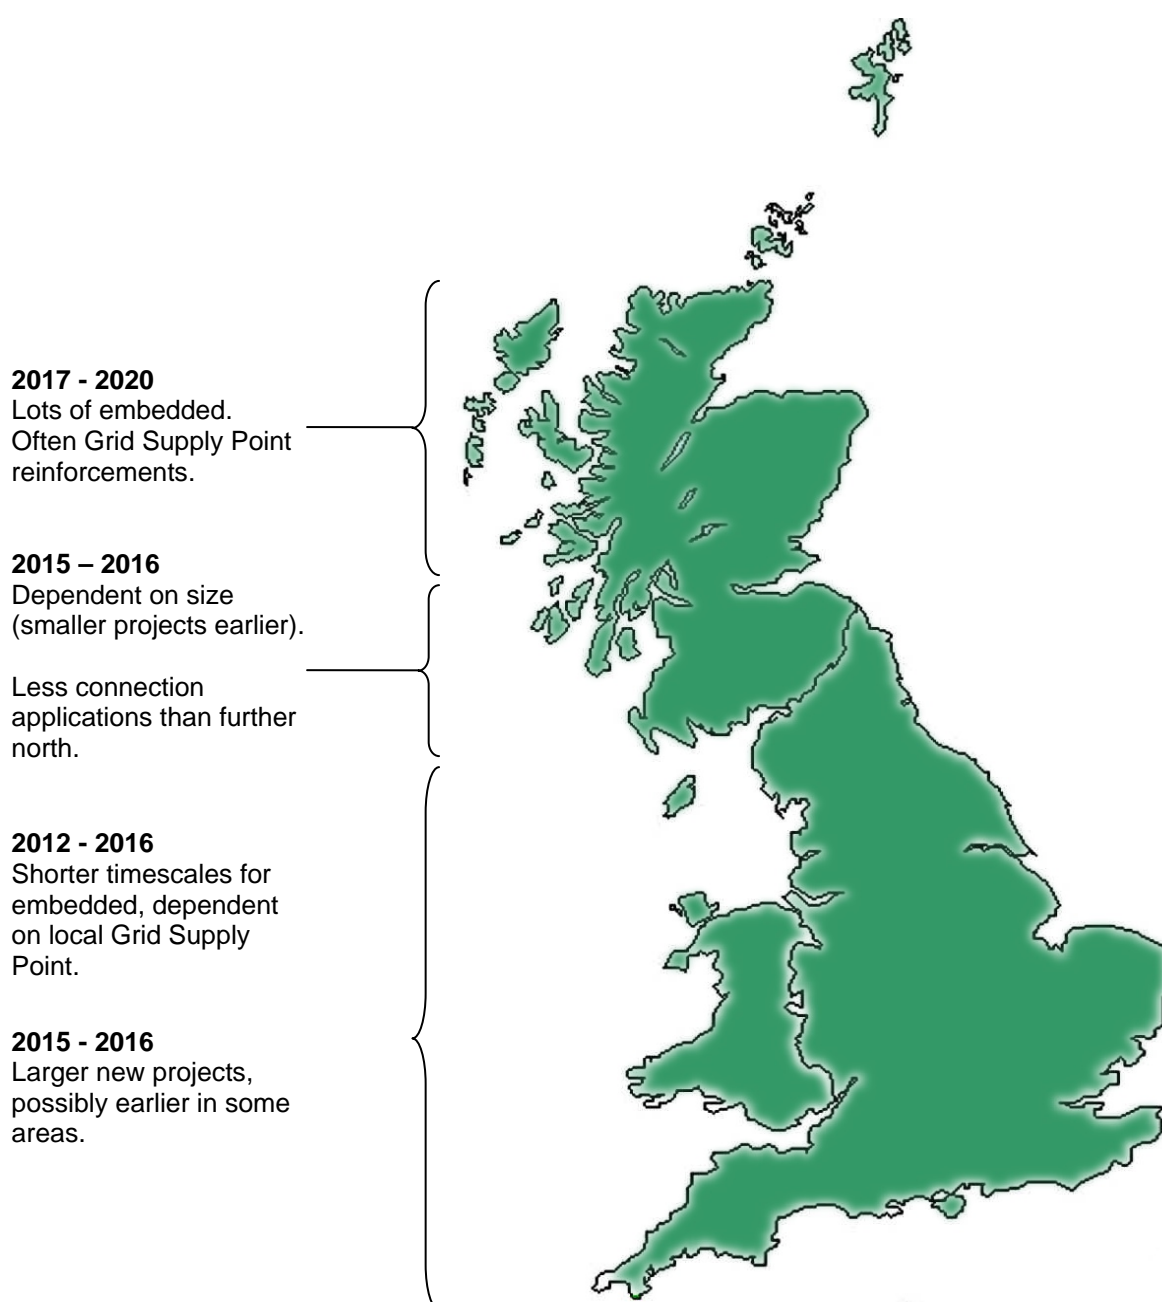 2017 - 2020
Lots of embedded.
Often Grid Supply Point
reinforcements.
2015 – 2016
Dependent on size
(smaller projects earlier).
Less connection
applications than further
north.
2012 - 2016
Shorter timescales for
embedded, dependent
on local Grid Supply
Point.
2015 - 2016
Larger new projects,
possibly earlier in some
areas.